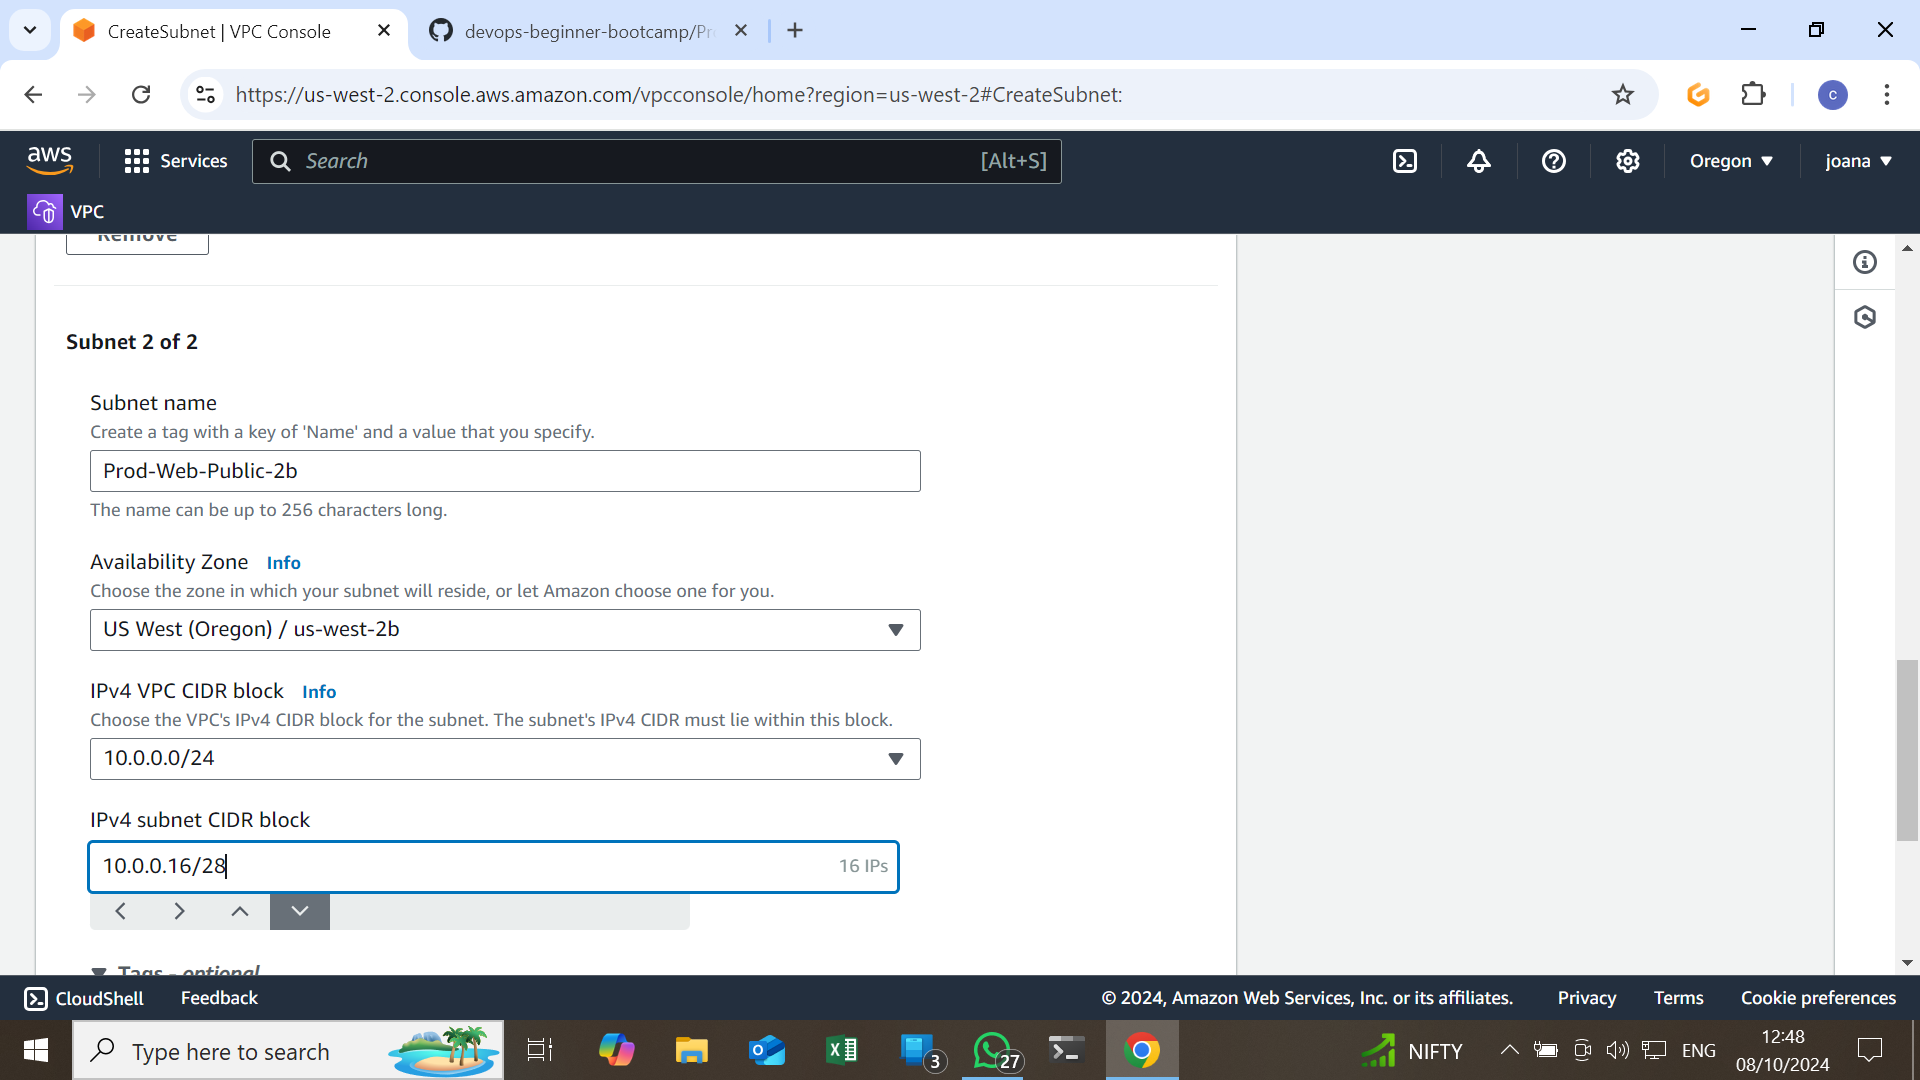 CreateSubnet | VPC Console
devops-beginner-bootcamp/Pr
https://us-west-2.console.aws.amazon.com/vpcconsole/home?region=us-west-2#CreateSubnet:
c
aws
Services
Search
[Alt+S]
Oregon
joana
VPC
Remove
Subnet 2 of 2
Subnet name
Create a tag with a key of 'Name' and a value that you specify.
Prod-Web-Public-2b
The name can be up to 256 characters long.
Availability Zone Info
Choose the zone in which your subnet will reside, or let Amazon choose one for you.
US West (Oregon) / us-west-2b
IPv4 VPC CIDR block Info
Choose the VPC's IPv4 CIDR block for the subnet. The subnet's IPv4 CIDR must lie within this block.
10.0.0.0/24
IPv4 subnet CIDR block
10.0.0.16/28
16 IPs
Tags - optional
CloudShell
Feedback
© 2024, Amazon Web Services, Inc. or its affiliates.
Privacy
Terms
Cookie preferences
Type here to search
3
27
NIFTY
ENG
12:48
08/10/2024